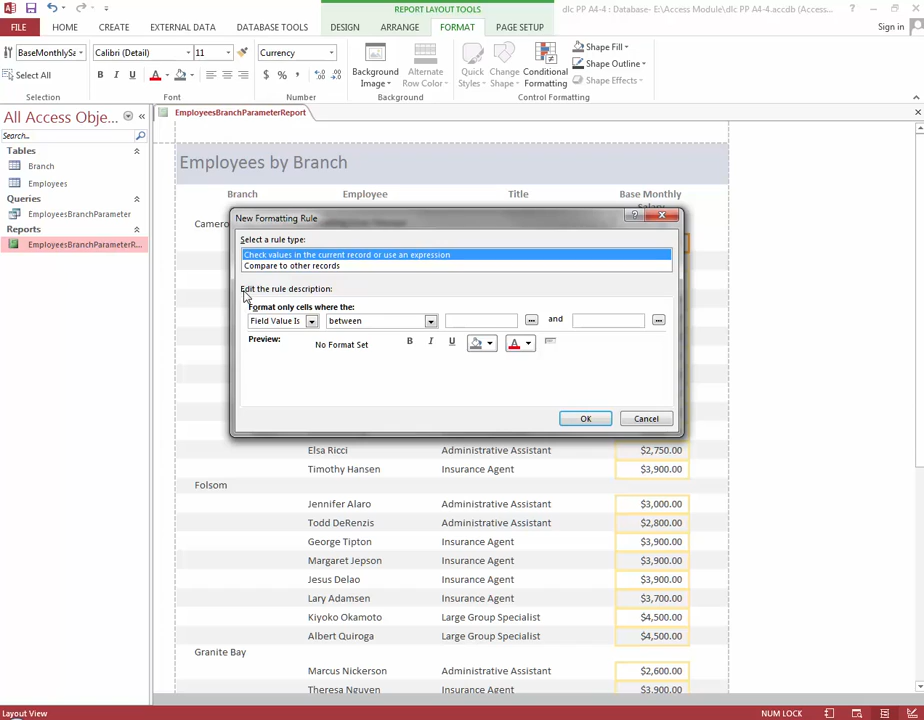 REPORT LAYOUT TOOLS
dlc PP A4-4 : Database- E:\Access Module\dlc PP A4-4.accdb (Access... ?
FILE HOME CREATE EXTERNAL DATA DATABASE TOOLS DESIGN ARRANGE FORMAT PAGE SETUP Sign in
BaseMonthlySa Calibri (Detail) 11 Currency
Select All
B I U A $ % ,
Background Image
Alternate Row Color
Quick Styles
Change Shape
Conditional Formatting
Shape Fill
Shape Outline
Shape Effects
Selection Font Number Background Control Formatting
All Access Obje...
Search...
Tables
Branch
Employees
Queries
EmployeesBranchParameter
Reports
EmployeesBranchParameterR...
EmployeesBranchParameterReport
Employees by Branch
Branch Employee Title Base Monthly
Salary
Camero
New Formatting Rule
?
Select a rule type:
Check values in the current record or use an expression
Compare to other records
Edit the rule description:
Format only cells where the:
Field Value Is between ... and ...
Preview: No Format Set B I U A
OK Cancel
Elsa Ricci Administrative Assistant $2,750.00
Timothy Hansen Insurance Agent $3,900.00
Folsom
Jennifer Alaro Administrative Assistant $3,000.00
Todd DeRenzis Administrative Assistant $2,800.00
George Tipton Insurance Agent $3,900.00
Margaret Jepson Insurance Agent $3,900.00
Jesus Delao Insurance Agent $3,900.00
Lary Adamsen Insurance Agent $3,700.00
Kiyoko Okamoto Large Group Specialist $4,500.00
Albert Quiroga Large Group Specialist $4,500.00
Granite Bay
Marcus Nickerson Administrative Assistant $2,600.00
Theresa Nguyen Insurance Agent $3,900.00
Layout View NUM LOCK